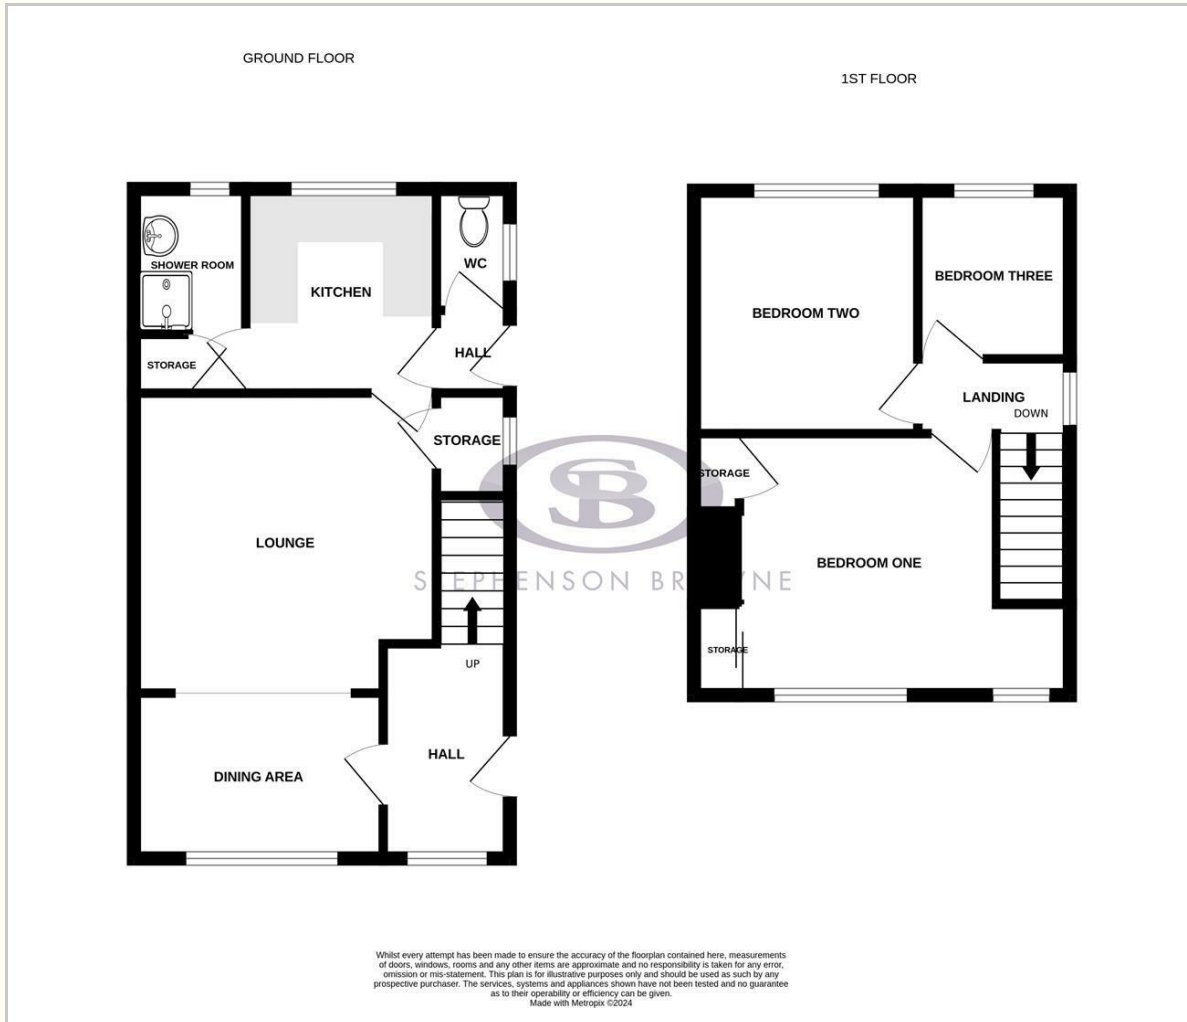 GROUND FLOOR
SHOWER ROOM
KITCHEN
WC
HALL
STORAGE
STORAGE
LOUNGE
UP
HALL
DINING AREA
1ST FLOOR
BEDROOM THREE
BEDROOM TWO
LANDING
DOWN
STORAGE
BEDROOM ONE
STORAGE
SB
STEPHENSON BROWNE
Whilst every attempt has been made to ensure the accuracy of the floorplan contained here, measurements
of doors, windows, rooms and any other items are approximate and no responsibility is taken for any error,
omission or mis-statement. This plan is for illustrative purposes only and should be used as such by any
prospective purchaser. The services, systems and appliances shown have not been tested and no guarantee
as to their operability or efficiency can be given.
Made with Metropix ©2024